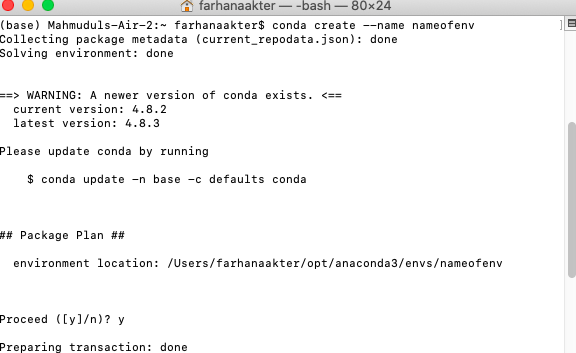 farhanaakter — -bash — 80×24
(base) Mahmuduls-Air-2:~ farhanaakter$ conda create --name nameofenv
Collecting package metadata (current_repodata.json): done
Solving environment: done
==> WARNING: A newer version of conda exists. <==
current version: 4.8.2
latest version: 4.8.3
Please update conda by running
$ conda update -n base -c defaults conda
## Package Plan ##
environment location: /Users/farhanaakter/opt/anaconda3/envs/nameofenv
Proceed ([y]/n)? y
Preparing transaction: done